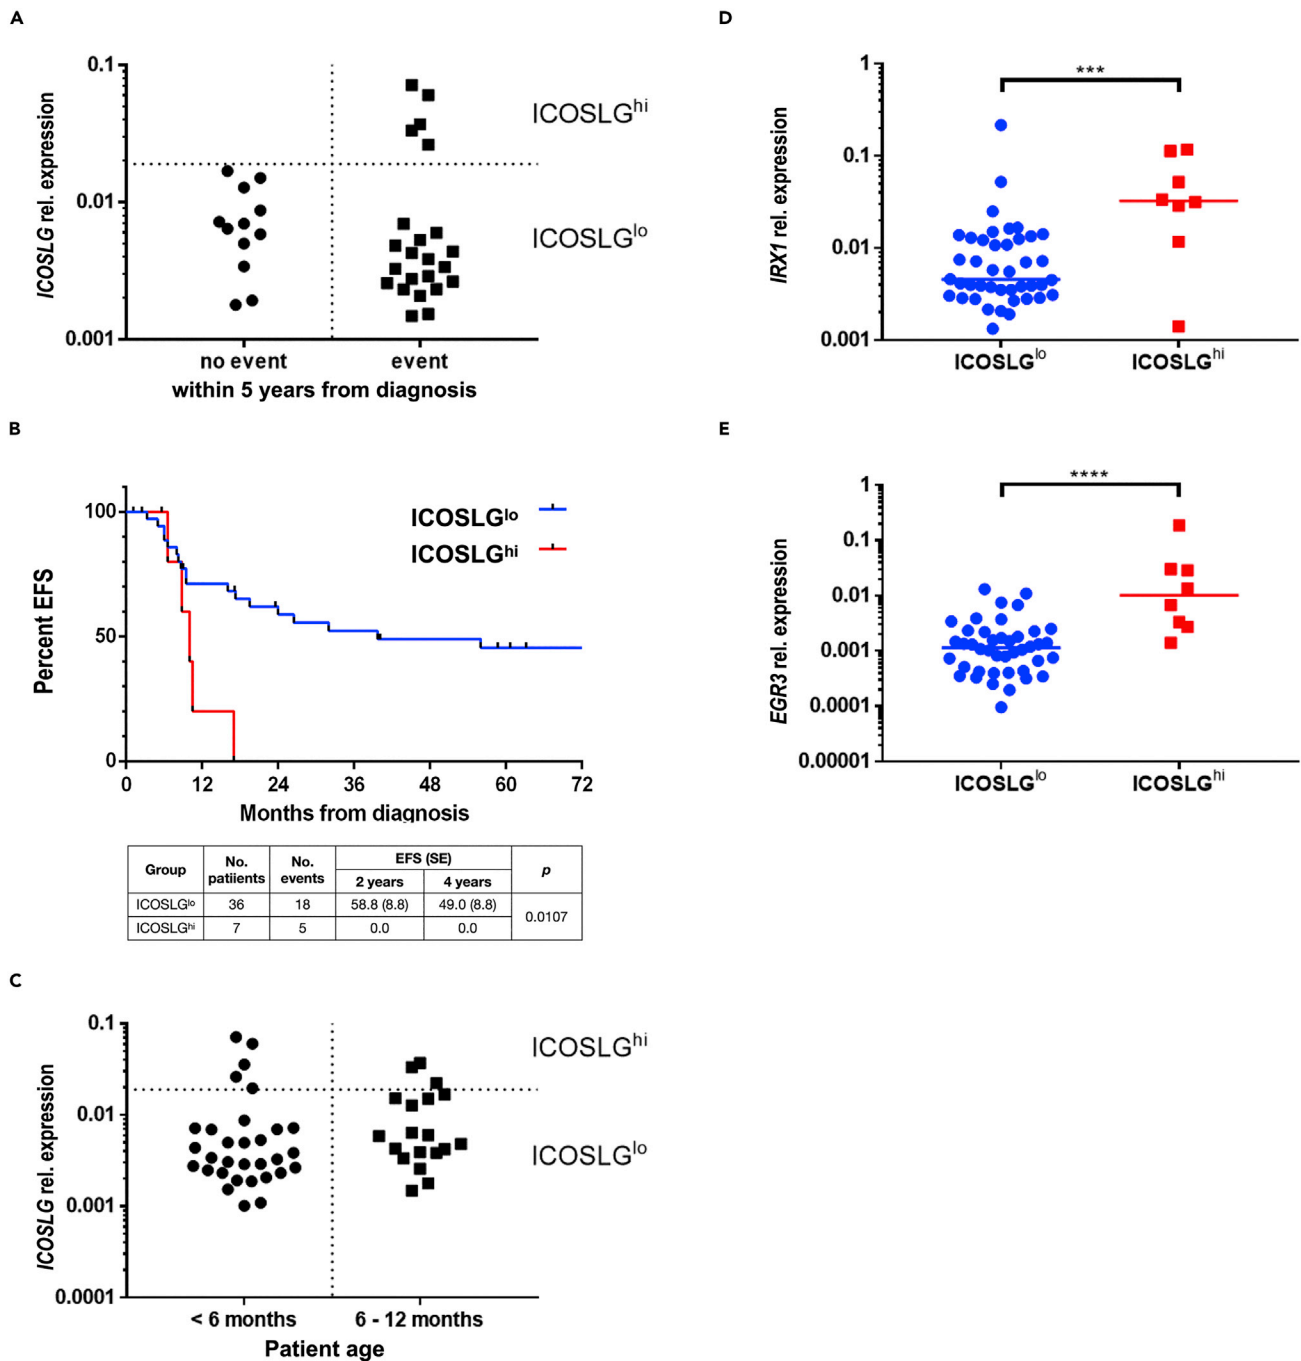 A
0.1
0.01
0.001
ICOSLG rel. expression
ICOSLGhi
ICOSLGlo
no event
event
within 5 years from diagnosis
B
100
50
0
Percent EFS
ICOSLGlo
ICOSLGhi
0 12 24 36 48 60 72
Months from diagnosis
Group No. patiients No. events EFS (SE) p
2 years 4 years
ICOSLGlo 36 18 58.8 (8.8) 49.0 (8.8) 0.0107
ICOSLGhi 7 5 0.0 0.0
C
0.1
0.01
0.001
0.0001
ICOSLG rel. expression
ICOSLGhi
ICOSLGlo
< 6 months
6 - 12 months
Patient age
D
1
0.1
0.01
0.001
IRX1 rel. expression
***
ICOSLGlo
ICOSLGhi
E
1
0.1
0.01
0.001
0.0001
0.00001
EGR3 rel. expression
****
ICOSLGlo
ICOSLGhi